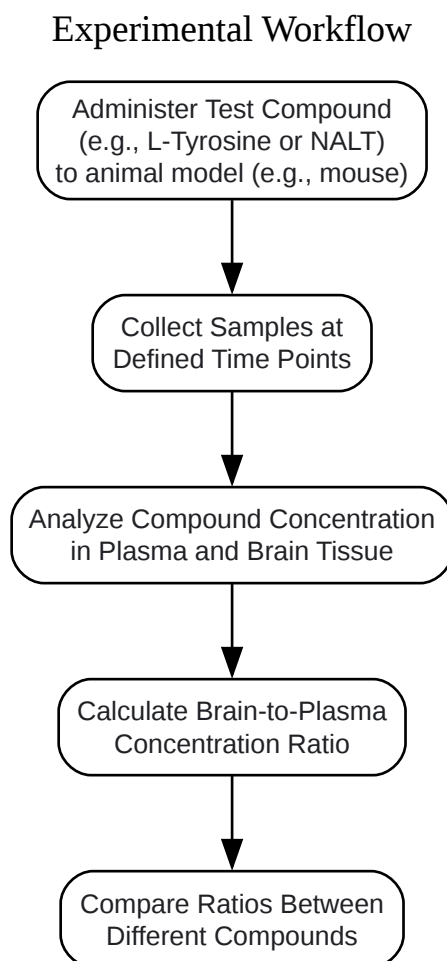 Experimental Workflow
Administer Test Compound
(e.g., L-Tyrosine or NALT)
to animal model (e.g., mouse)
Collect Samples at
Defined Time Points
Analyze Compound Concentration
in Plasma and Brain Tissue
Calculate Brain-to-Plasma
Concentration Ratio
Compare Ratios Between
Different Compounds